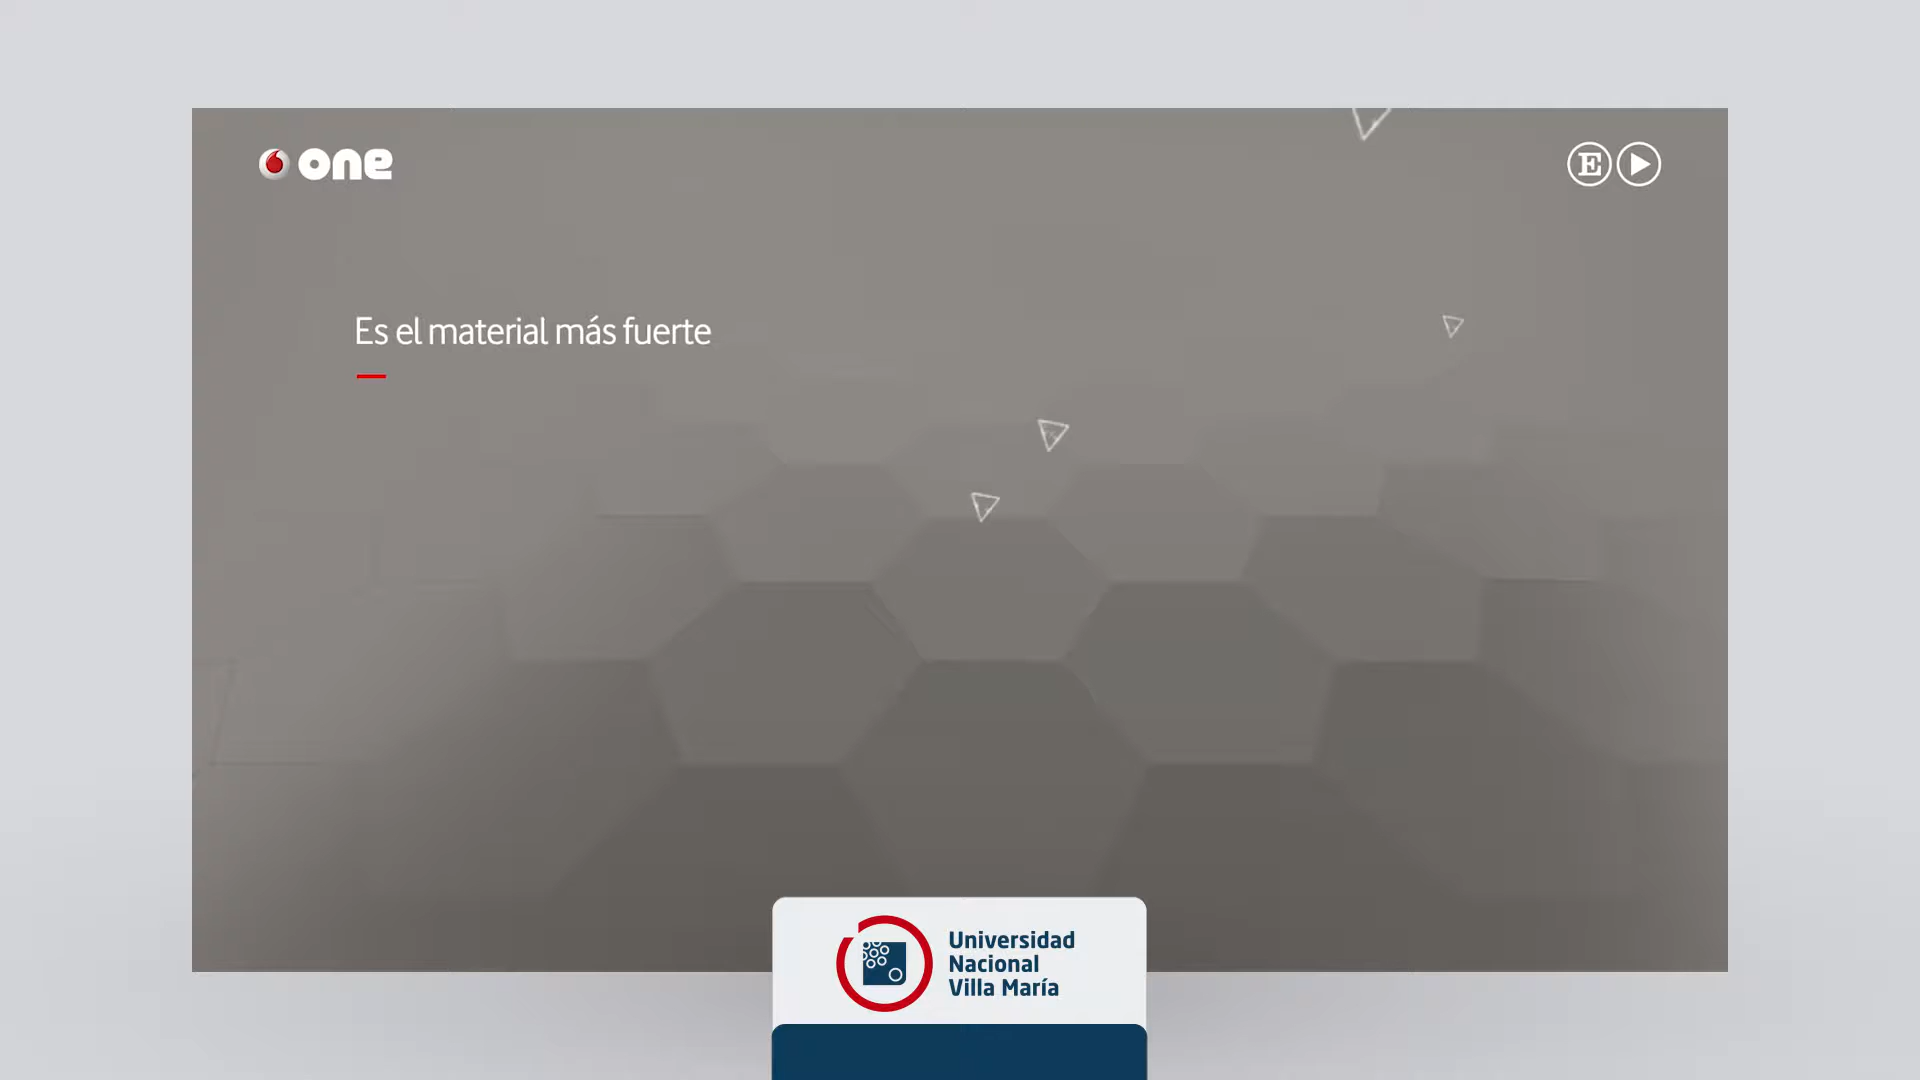 one
E
Es el material más fuerte
Universidad
Nacional
Villa María